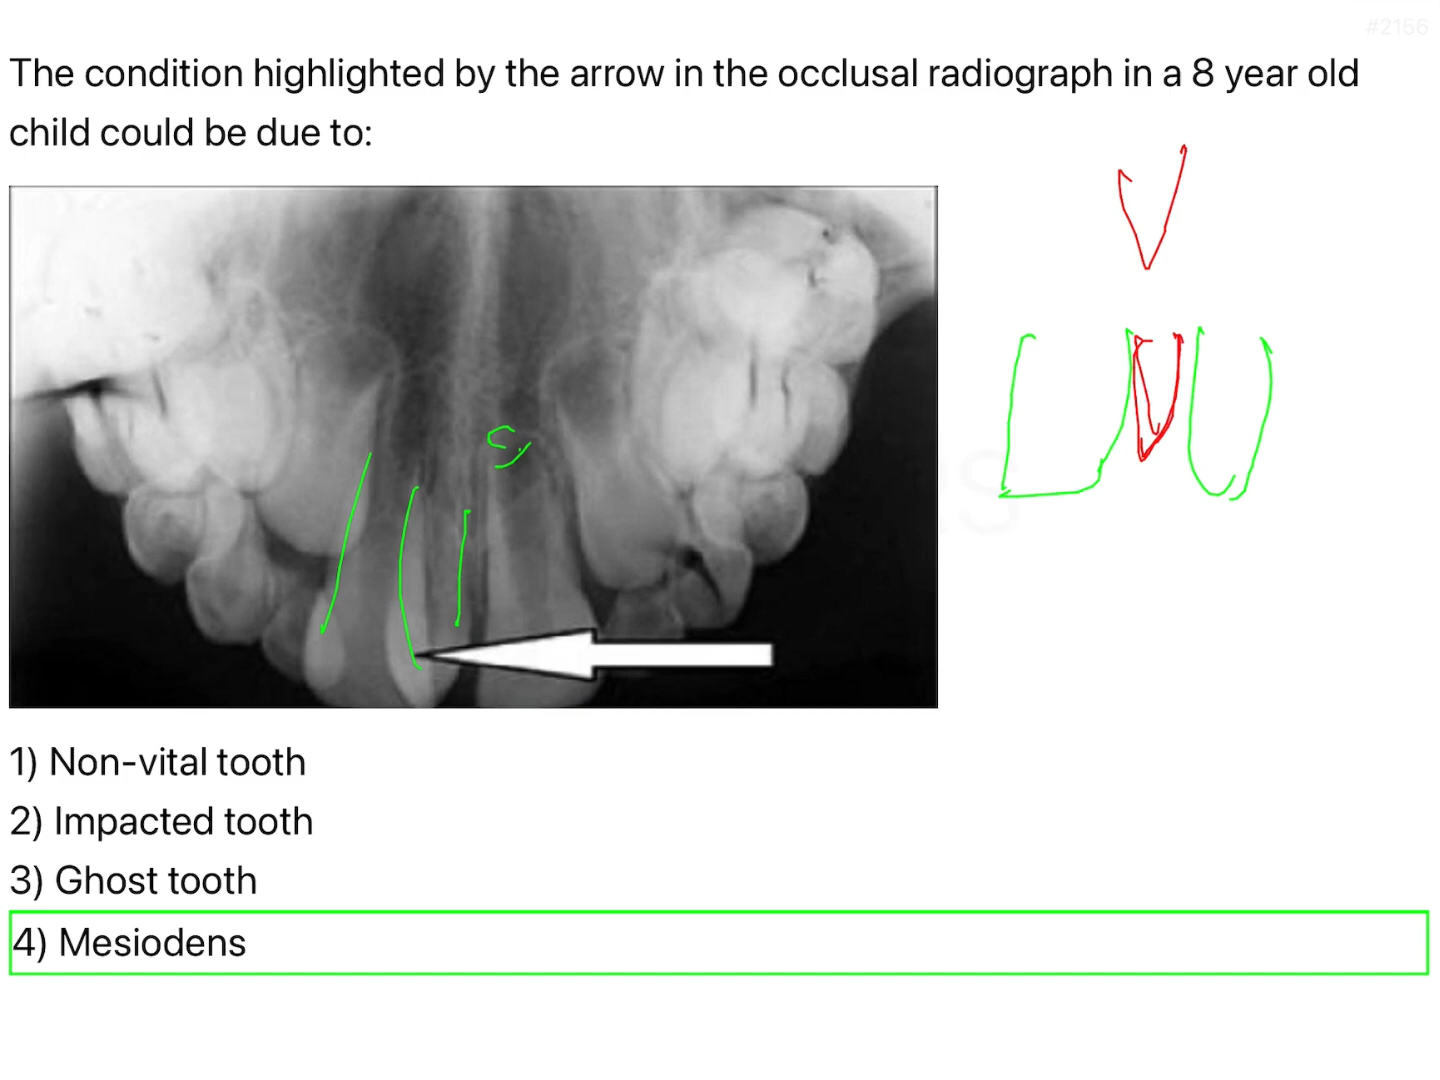 #2156
The condition highlighted by the arrow in the occlusal radiograph in a 8 year old
child could be due to:
1) Non-vital tooth
2) Impacted tooth
3) Ghost tooth
4) Mesiodens